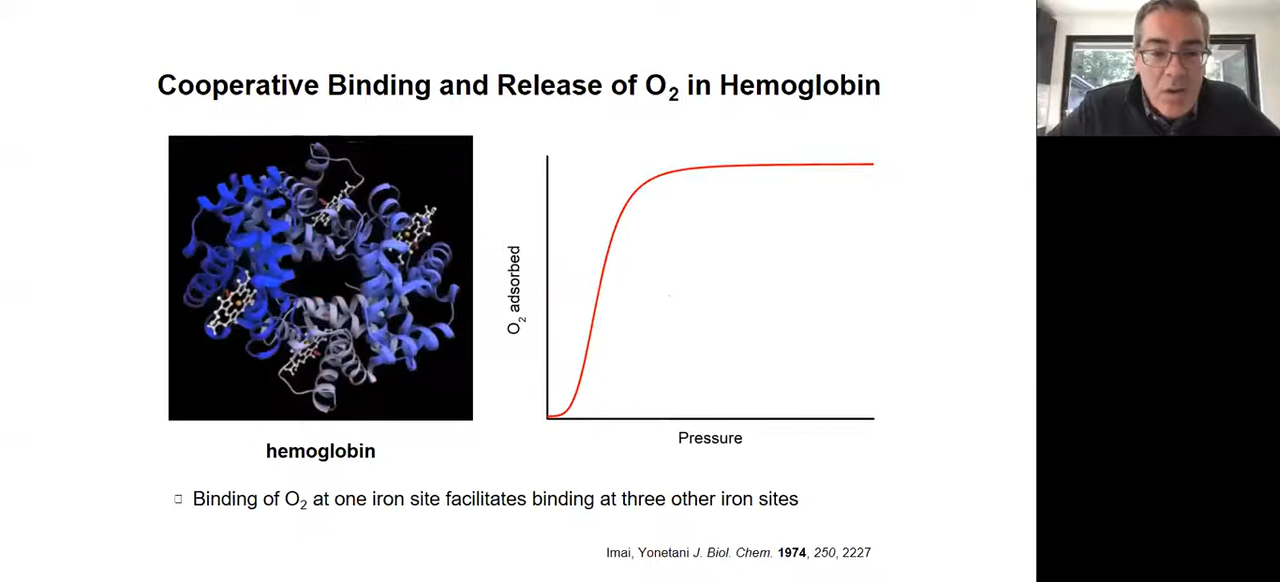 Cooperative Binding and Release of O₂ in Hemoglobin
O₂ adsorbed
Pressure
hemoglobin
Binding of O₂ at one iron site facilitates binding at three other iron sites
Imai, Yonetani J. Biol. Chem. 1974, 250, 2227